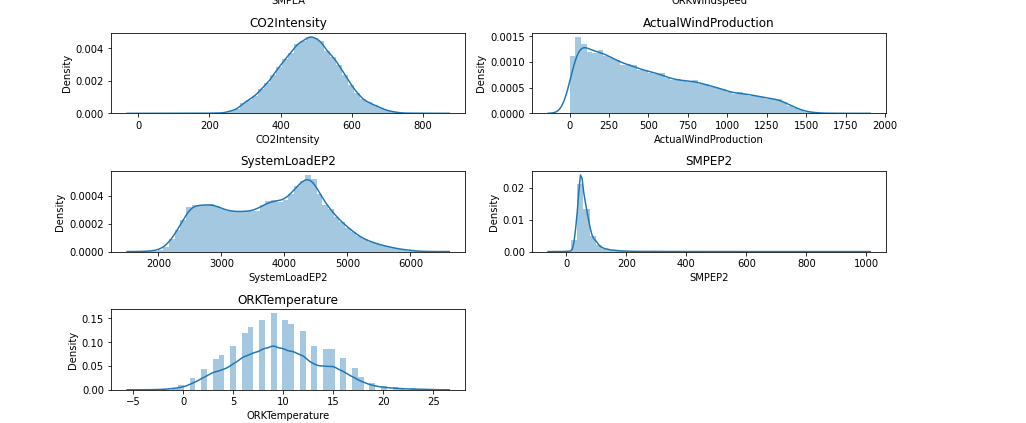 SMPEA ORKWindspeed
CO2Intensity
0.004
0.002
0.000
Density
0 200 400 600 800
CO2Intensity
ActualWindProduction
0.0015
0.0010
0.0005
0.0000
Density
0 250 500 750 1000 1250 1500 1750 2000
ActualWindProduction
SystemLoadEP2
0.0004
0.0002
0.0000
Density
2000 3000 4000 5000 6000
SystemLoadEP2
SMPEP2
0.02
0.01
0.00
Density
0 200 400 600 800 1000
SMPEP2
ORKTemperature
0.15
0.10
0.05
0.00
Density
−5 0 5 10 15 20 25
ORKTemperature